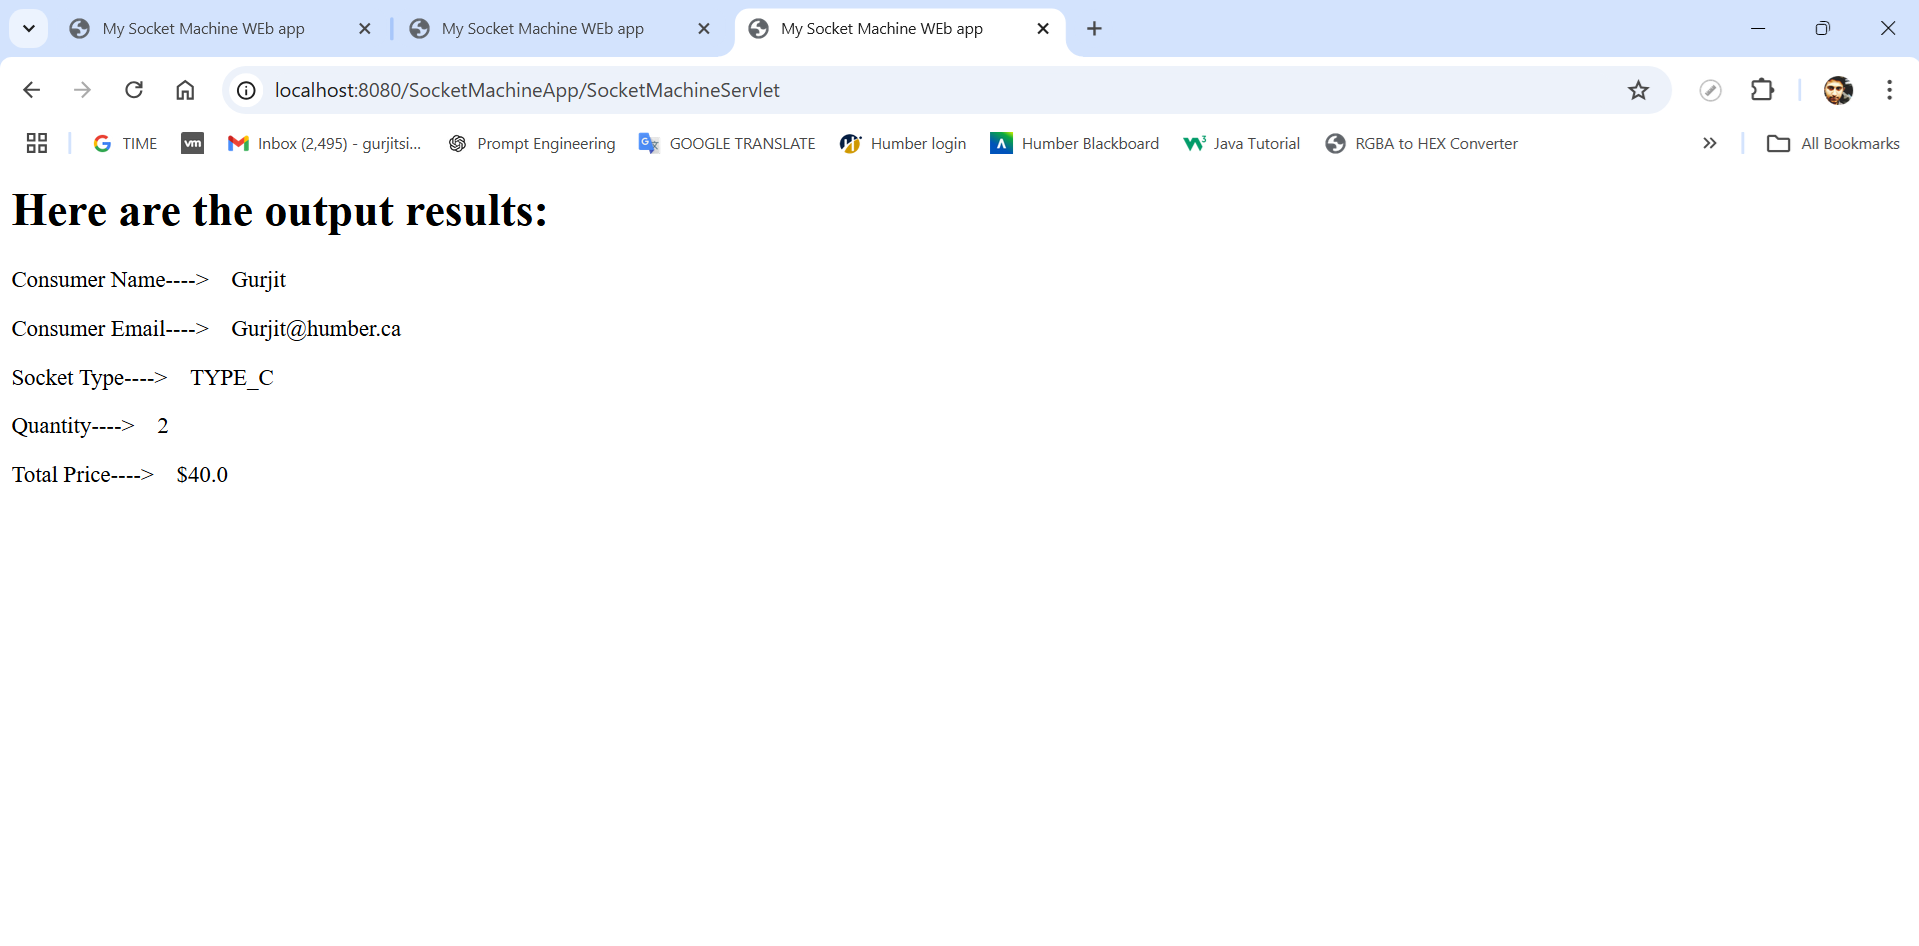 My Socket Machine WEb app My Socket Machine WEb app My Socket Machine WEb app
localhost:8080/SocketMachineApp/SocketMachineServlet
TIME vm Inbox (2,495) - gurjitsi... Prompt Engineering GOOGLE TRANSLATE Humber login Humber Blackboard Java Tutorial RGBA to HEX Converter » All Bookmarks
Here are the output results:
Consumer Name----> Gurjit
Consumer Email----> Gurjit@humber.ca
Socket Type----> TYPE_C
Quantity----> 2
Total Price----> $40.0